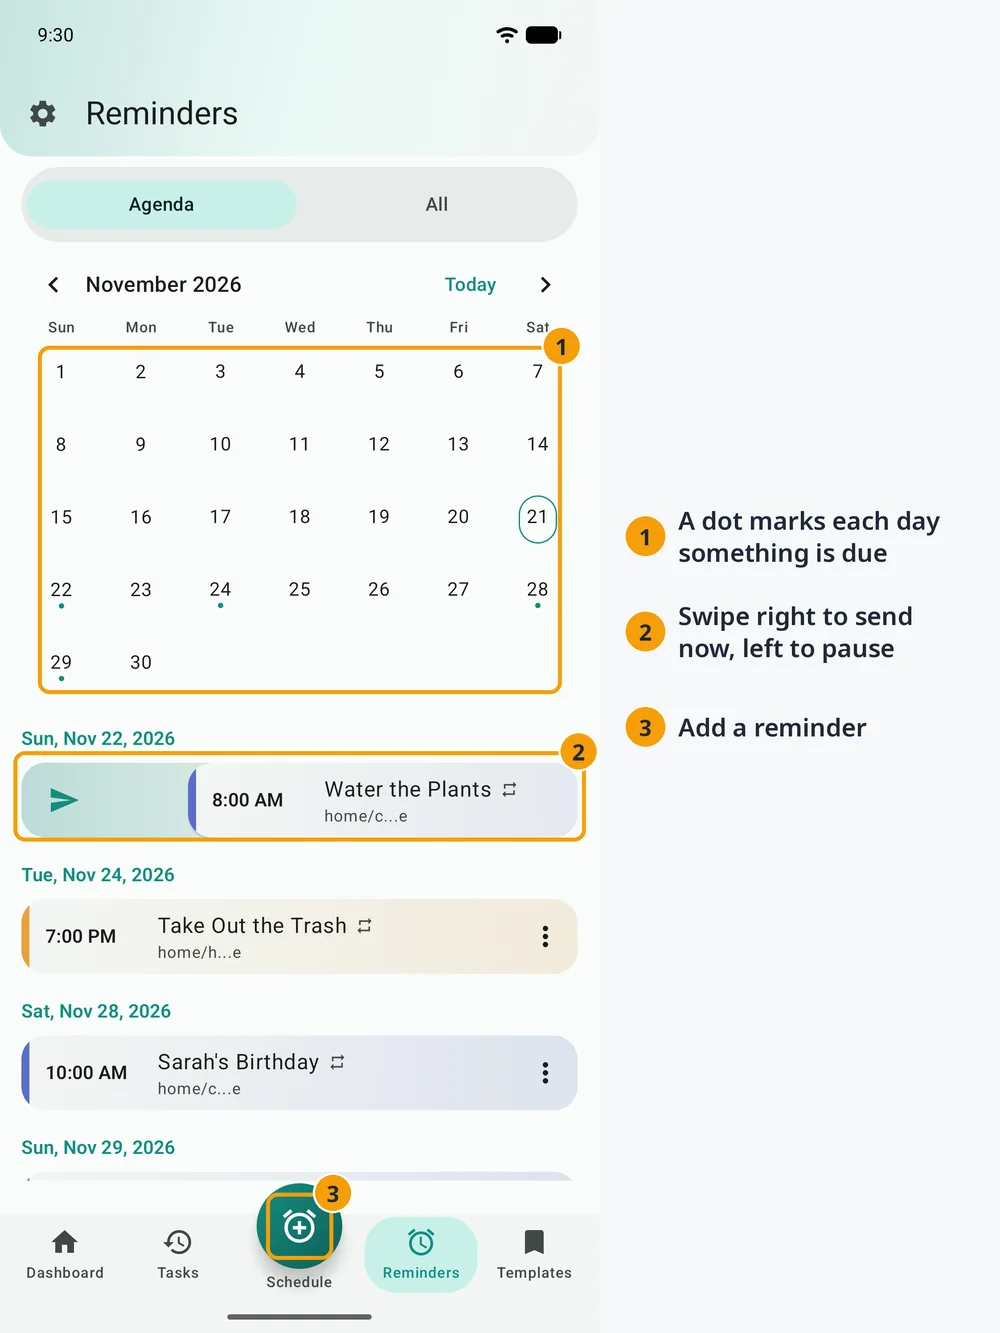 9:30
Reminders
Agenda All
November 2026 Today
Sun Mon Tue Wed Thu Fri Sat
1
1 2 3 4 5 6 7
8 9 10 11 12 13 14
15 16 17 18 19 20 21
22 23 24 25 26 27 28
29 30
Sun, Nov 22, 2026
2
8:00 AM Water the Plants
home/c...e
Tue, Nov 24, 2026
7:00 PM Take Out the Trash
home/h...e
Sat, Nov 28, 2026
10:00 AM Sarah's Birthday
home/c...e
Sun, Nov 29, 2026
3
Dashboard Tasks Schedule Reminders Templates
1 A dot marks each day
something is due
2 Swipe right to send
now, left to pause
3 Add a reminder